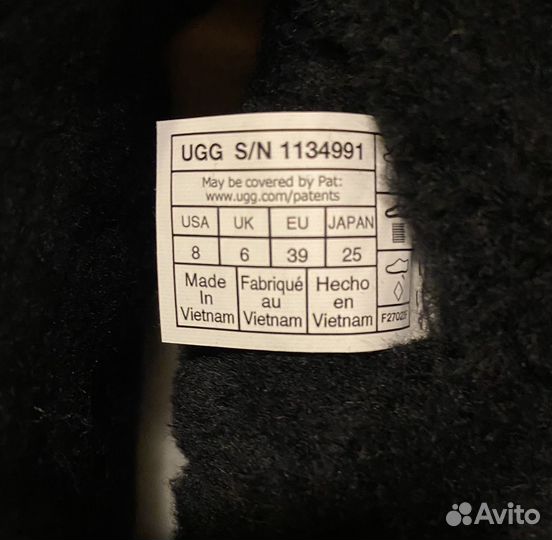 UGG S/N 1134991
May be covered by Pat:
www.ugg.com/patents
USA UK EU JAPAN
8 6 39 25
Made In Vietnam
Fabriqué au Vietnam
Hecho en Vietnam
Avito